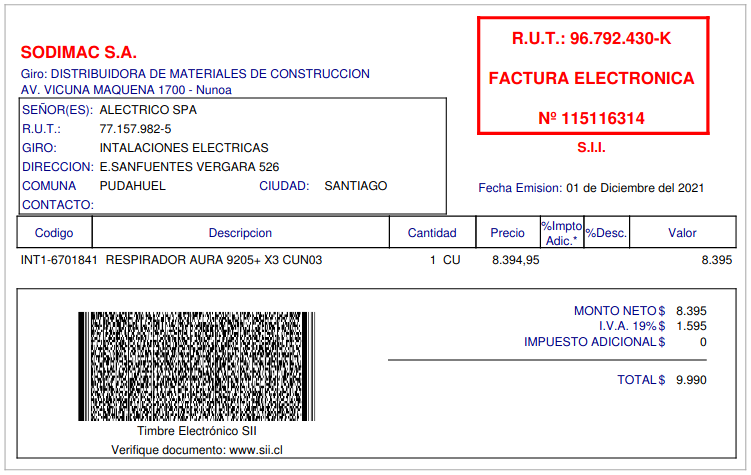 SODIMAC S.A.
Giro: DISTRIBUIDORA DE MATERIALES DE CONSTRUCCION
AV. VICUNA MAQUENA 1700 - Nunoa
R.U.T.: 96.792.430-K
FACTURA ELECTRONICA
Nº 115116314
S.I.I.
SEÑOR(ES): ALECTRICO SPA
R.U.T.: 77.157.982-5
GIRO: INTALACIONES ELECTRICAS
DIRECCION: E.SANFUENTES VERGARA 526
COMUNA PUDAHUEL CIUDAD: SANTIAGO
CONTACTO:
Fecha Emision: 01 de Diciembre del 2021
Codigo Descripcion Cantidad Precio %Impto Adic.* %Desc. Valor
INT1-6701841 RESPIRADOR AURA 9205+ X3 CUN03 1 CU 8.394,95 8.395
MONTO NETO $ 8.395
I.V.A. 19% $ 1.595
IMPUESTO ADICIONAL $ 0
TOTAL $ 9.990
Timbre Electrónico SII
Verifique documento: www.sii.cl